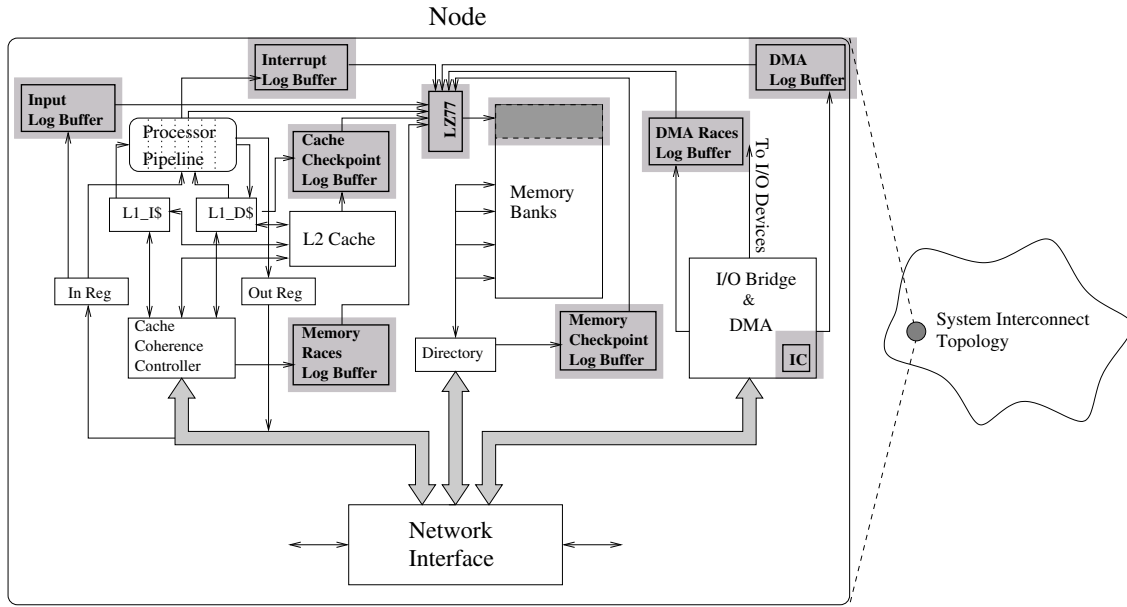 Node
Interrupt
Log Buffer
DMA
Log Buffer
Input
Log Buffer
LZ77
Processor
Pipeline
Cache
Checkpoint
Log Buffer
DMA Races
Log Buffer
To I/O Devices
Memory
Banks
L1_I$
L1_D$
L2 Cache
In Reg
Out Reg
I/O Bridge
&
DMA
IC
Cache
Coherence
Controller
Memory
Races
Log Buffer
Directory
Memory
Checkpoint
Log Buffer
System Interconnect
Topology
Network
Interface